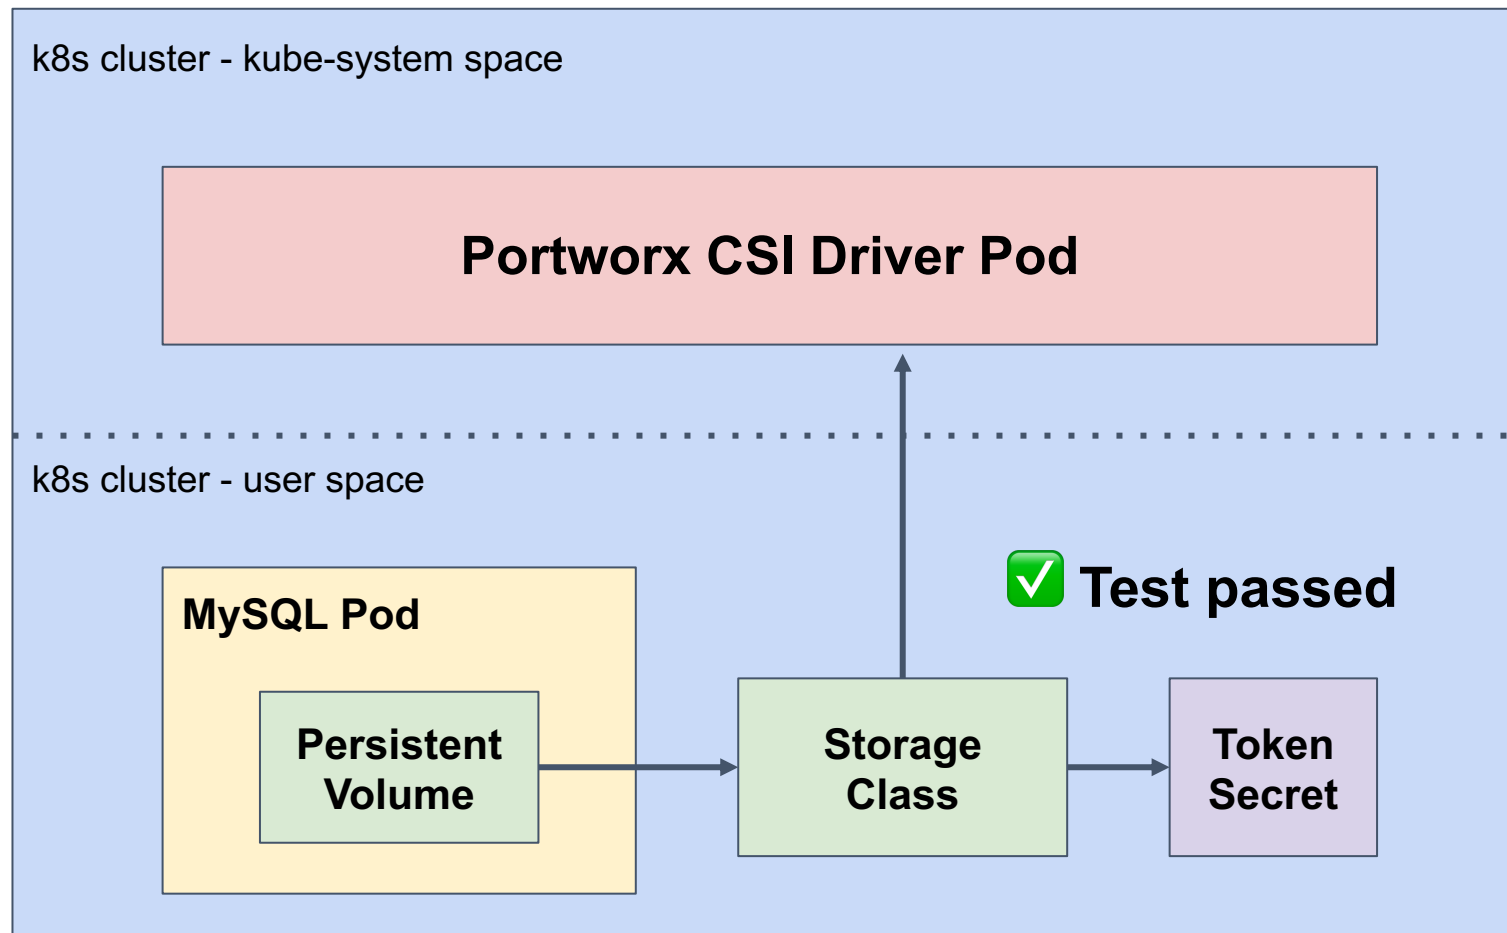 k8s cluster - kube-system space
Portworx CSI Driver Pod
k8s cluster - user space
✅ Test passed
MySQL Pod
Persistent
Volume
Storage
Class
Token
Secret